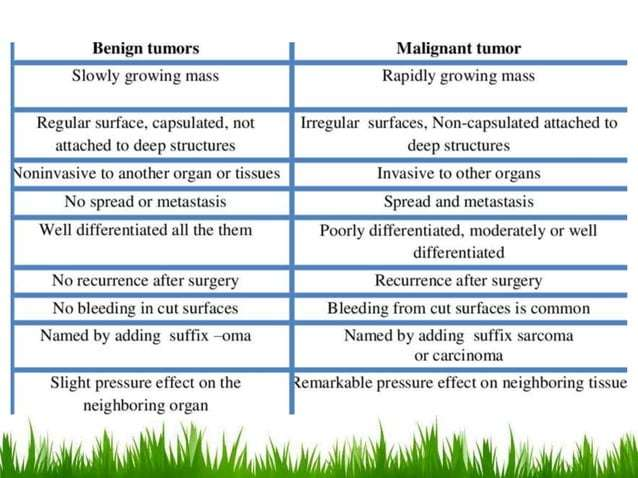 Benign tumors
Malignant tumor
Slowly growing mass
Rapidly growing mass
Regular surface, capsulated, not
attached to deep structures
Irregular surfaces, Non-capsulated attached to
deep structures
Noninvasive to another organ or tissues
Invasive to other organs
No spread or metastasis
Spread and metastasis
Well differentiated all the them
Poorly differentiated, moderately or well
differentiated
No recurrence after surgery
Recurrence after surgery
No bleeding in cut surfaces
Bleeding from cut surfaces is common
Named by adding suffix –oma
Named by adding suffix sarcoma
or carcinoma
Slight pressure effect on the
neighboring organ
Remarkable pressure effect on neighboring tissue